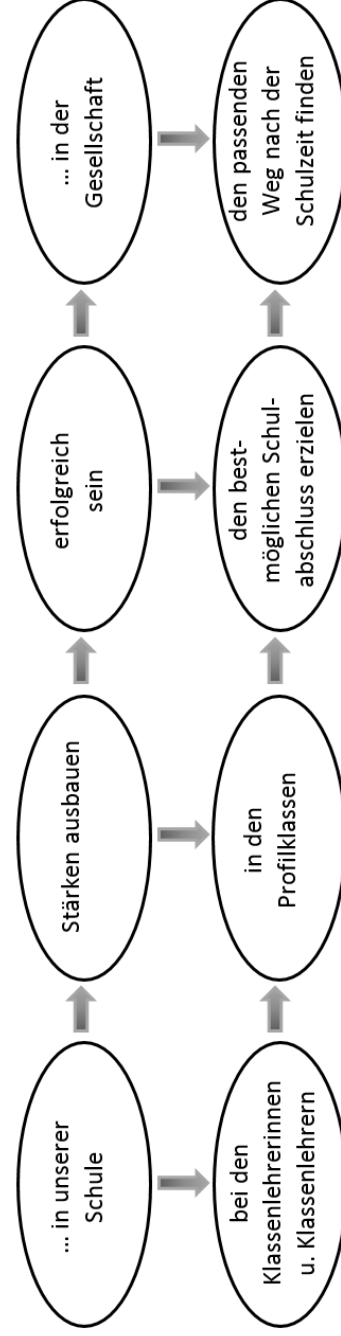 ... in unserer
Schule
Stärken ausbauen
erfolgreich
sein
... in der
Gesellschaft
bei den
Klassenlehrerinnen
u. Klassenlehrern
in den
Profilklassen
den best-
möglichen Schul-
abschluss erzielen
den passenden
Weg nach der
Schulzeit finden